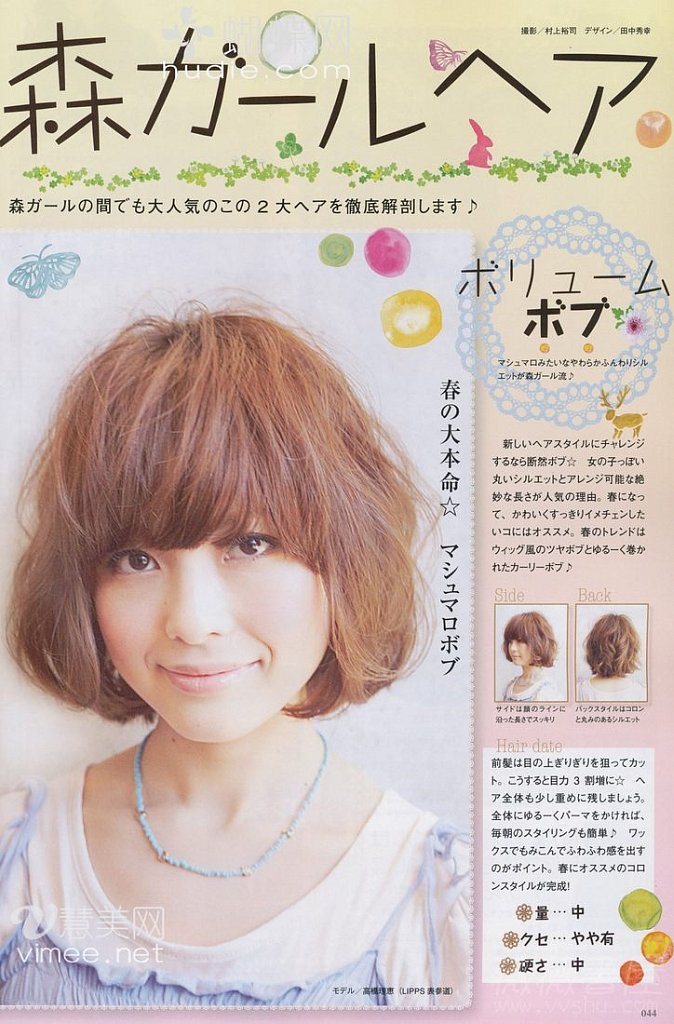 蝴蝶网
hudie.com
撮影／村上裕司　デザイン／田中秀幸
森ガールヘア
森ガールの間でも大人気のこの2大ヘアを徹底解剖します♪
ボリューム
ボブ
マシュマロみたいなやわらかふんわりシル
エットが森ガール流♪
春の大本命☆　マシュマロボブ
新しいヘアスタイルにチャレンジ
するなら断然ボブ☆　女の子っぽい
丸いシルエットとアレンジ可能な絶
妙な長さが人気の理由。春になっ
て、かわいくすっきりイメチェンした
いコにはオススメ。春のトレンドは
ウィッグ風のツヤボブとゆるーく巻か
れたカーリーボブ♪
Side
Back
サイドは顔のラインに
沿った長さでスッキリ
バックスタイルはコロン
と丸みのあるシルエット
Hair date
前髪は目の上ぎりぎりを狙ってカッ
ト。こうすると目力3割増に☆　ヘ
ア全体も少し重めに残しましょう。
全体にゆるーくパーマをかければ、
毎朝のスタイリングも簡単♪　ワッ
クスでもみこんでふわふわ感を出す
のがポイント。春にオススメのコロン
スタイルが完成!
量…中
クセ…やや有
硬さ…中
慧美网
vimee.net
モデル／高橋理恵（LIPPS 表参道）
044